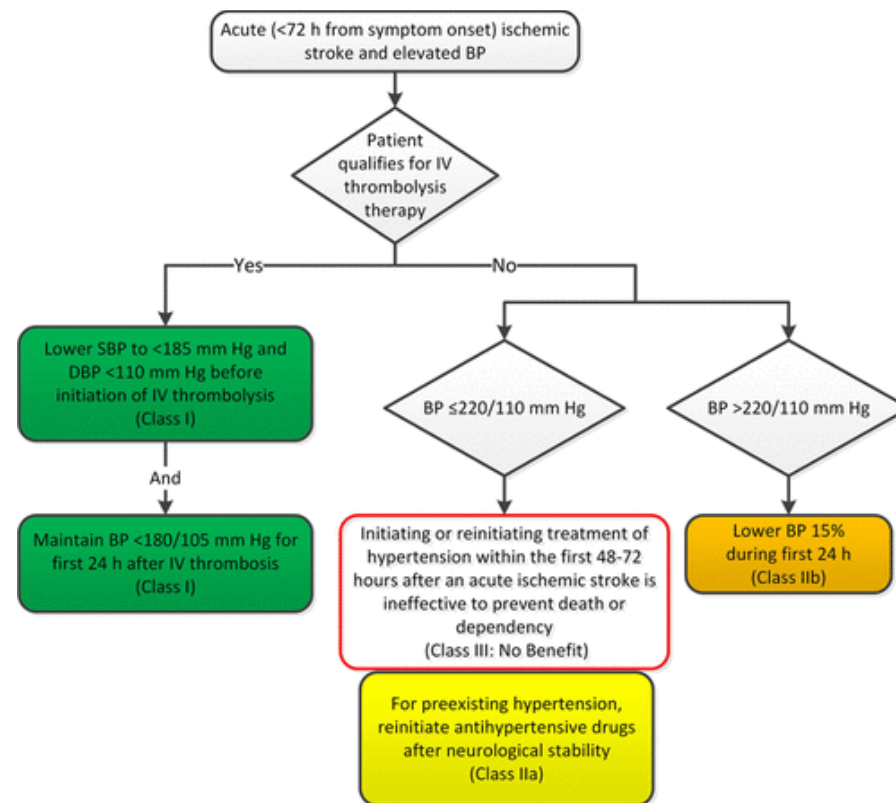 Acute (<72 h from symptom onset) ischemic
stroke and elevated BP
Patient
qualifies for IV
thrombolysis
therapy
Yes
No
Lower SBP to <185 mm Hg and
DBP <110 mm Hg before
initiation of IV thrombolysis
(Class I)
And
Maintain BP <180/105 mm Hg for
first 24 h after IV thrombosis
(Class I)
BP ≤220/110 mm Hg
Initiating or reinitiating treatment of
hypertension within the first 48-72
hours after an acute ischemic stroke is
ineffective to prevent death or
dependency
(Class III: No Benefit)
For preexisting hypertension,
reinitiate antihypertensive drugs
after neurological stability
(Class IIa)
BP >220/110 mm Hg
Lower BP 15%
during first 24 h
(Class IIb)